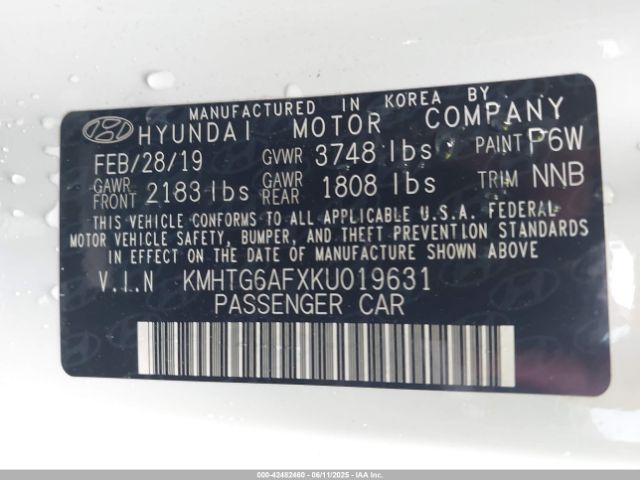 MANUFACTURED IN KOREA BY
HYUNDAI MOTOR COMPANY
FEB/28/19 GVWR 3748 lbs PAINT P6W
GAWR FRONT 2183 lbs GAWR REAR 1808 lbs TRIM NNB
THIS VEHICLE CONFORMS TO ALL APPLICABLE U.S.A. FEDERAL
MOTOR VEHICLE SAFETY, BUMPER, AND THEFT PREVENTION STANDARDS
IN EFFECT ON THE DATE OF MANUFACTURE SHOWN ABOVE.
V.I.N KMHTG6AFXKU019631
PASSENGER CAR
000-42482460 - 06/11/2025 - IAAI.COM